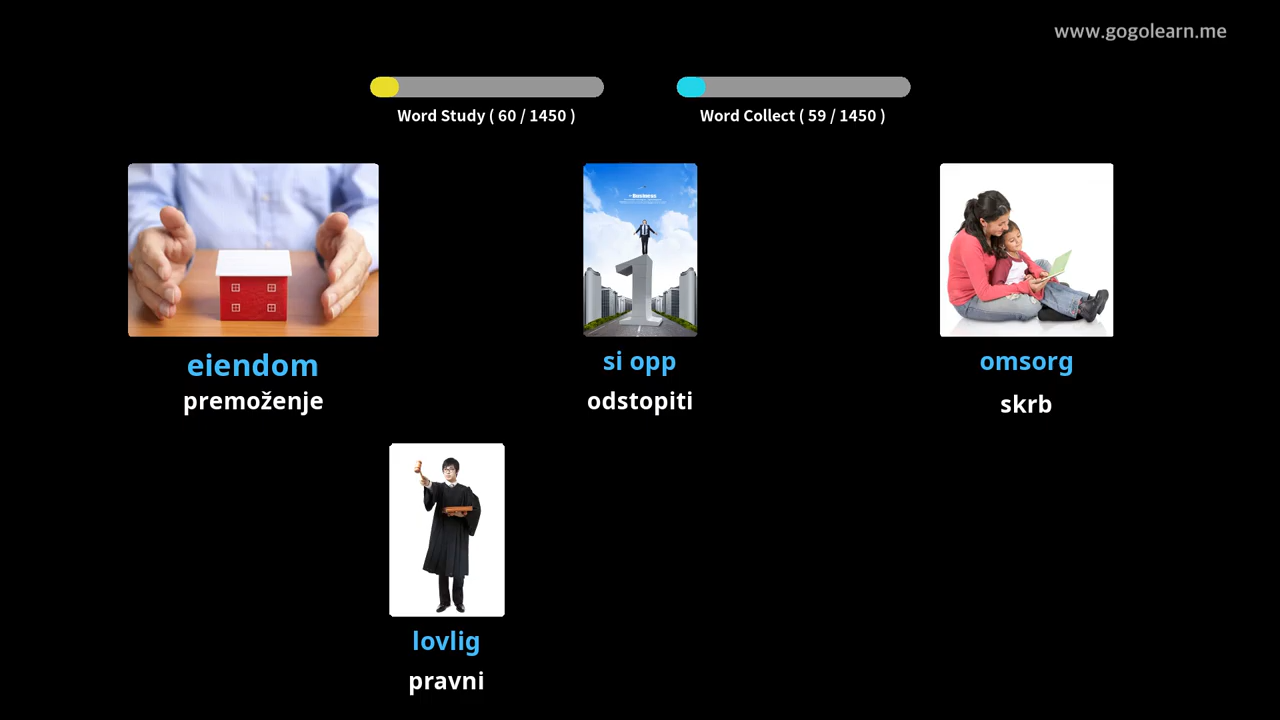 www.gogolearn.me
Word Study ( 60 / 1450 )
Word Collect ( 59 / 1450 )
Business
eiendom
premoženje
si opp
odstopiti
omsorg
skrb
lovlig
pravni